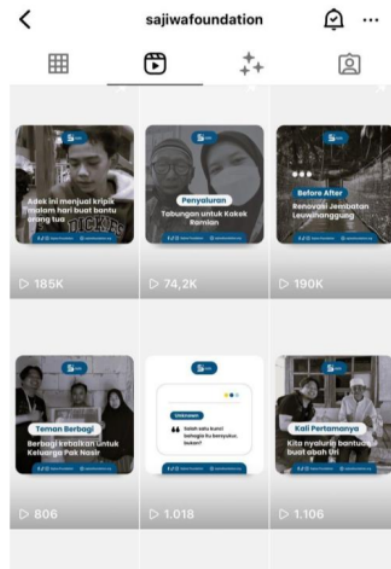 sajiwafoundation
Adek ini menjual kripik
malam hari buat bantu
orang tua
Penyaluran
Tabungan untuk Kakek
Ramlan
Before After
Renovasi Jembatan
Leuwinanggung
185K
74,2K
190K
Teman Berbagi
Berbagi kebaikan untuk
Keluarga Pak Nasir
Unknown
Salah satu kunci
bahagia itu bersyukur,
bukan?
Kali Pertamanya
Kita nyalurin bantuan
buat abah Uri
806
1.018
1.106